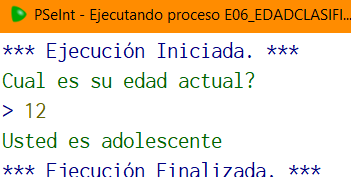 PSeInt - Ejecutando proceso E06_EDADCLASIFI...
*** Ejecución Iniciada. ***
Cual es su edad actual?
> 12
Usted es adolescente
*** Ejecución Finalizada. ***